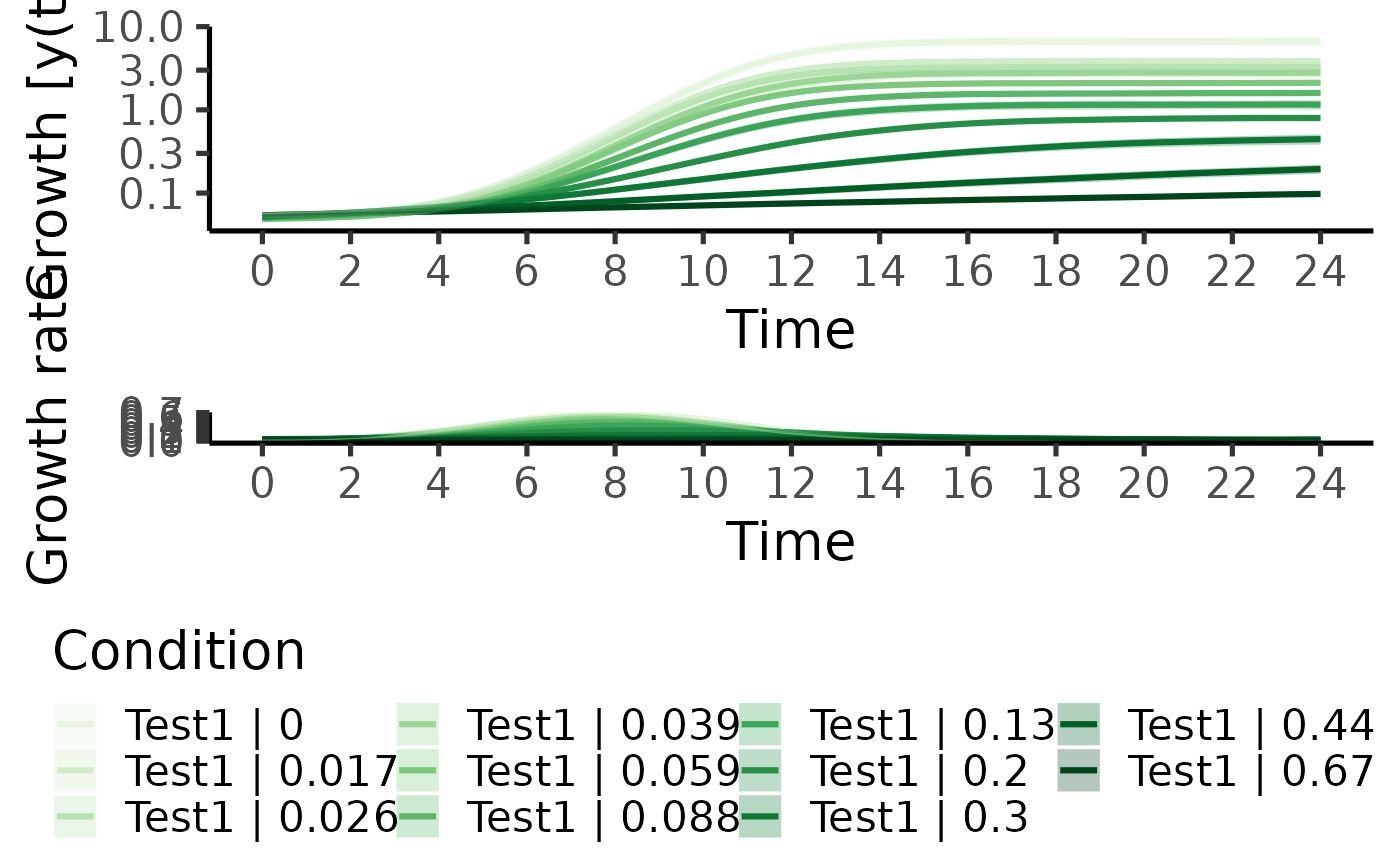 Growth [y(t
10.0
3.0
1.0
0.3
0.1
0 2 4 6 8 10 12 14 16 18 20 22 24
Time
Growth rate
0 2 4 6 8 10 12 14 16 18 20 22 24
Time
Condition
Test1 | 0 Test1 | 0.039 Test1 | 0.13 Test1 | 0.44
Test1 | 0.017 Test1 | 0.059 Test1 | 0.2 Test1 | 0.67
Test1 | 0.026 Test1 | 0.088 Test1 | 0.3